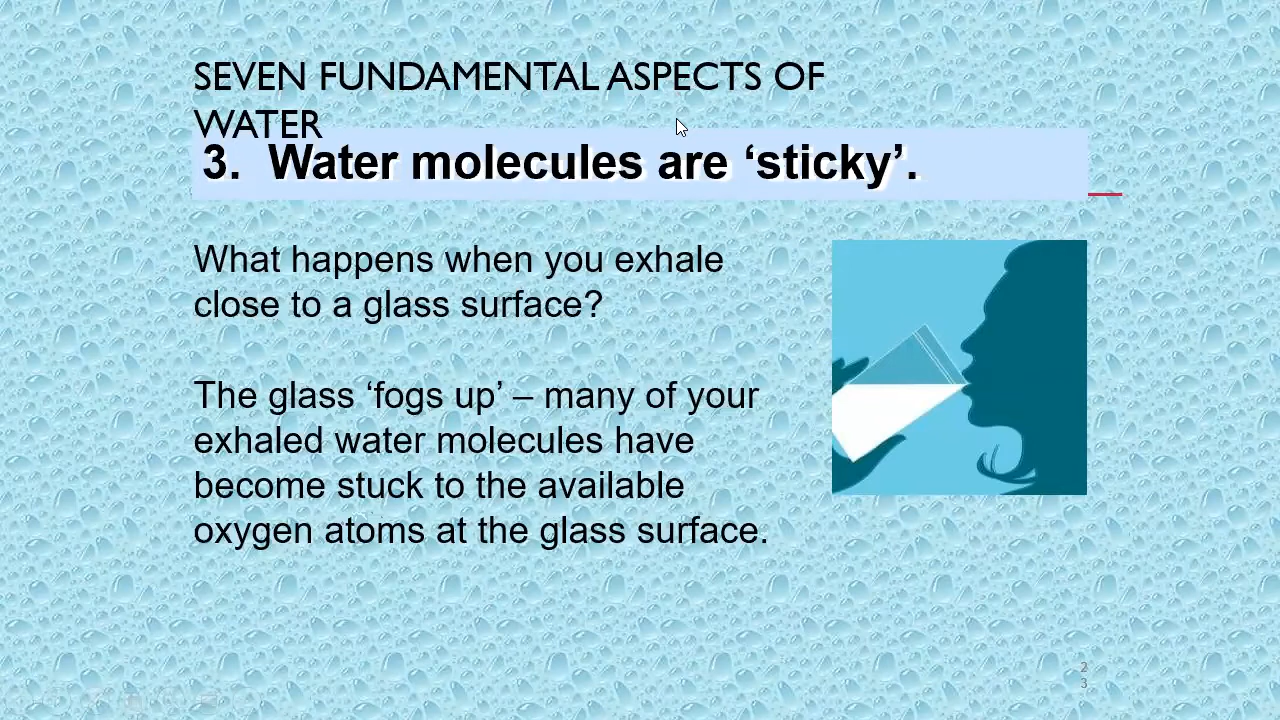 SEVEN FUNDAMENTAL ASPECTS OF
WATER
3. Water molecules are ‘sticky’.
What happens when you exhale
close to a glass surface?
The glass ‘fogs up’ – many of your
exhaled water molecules have
become stuck to the available
oxygen atoms at the glass surface.
2
3